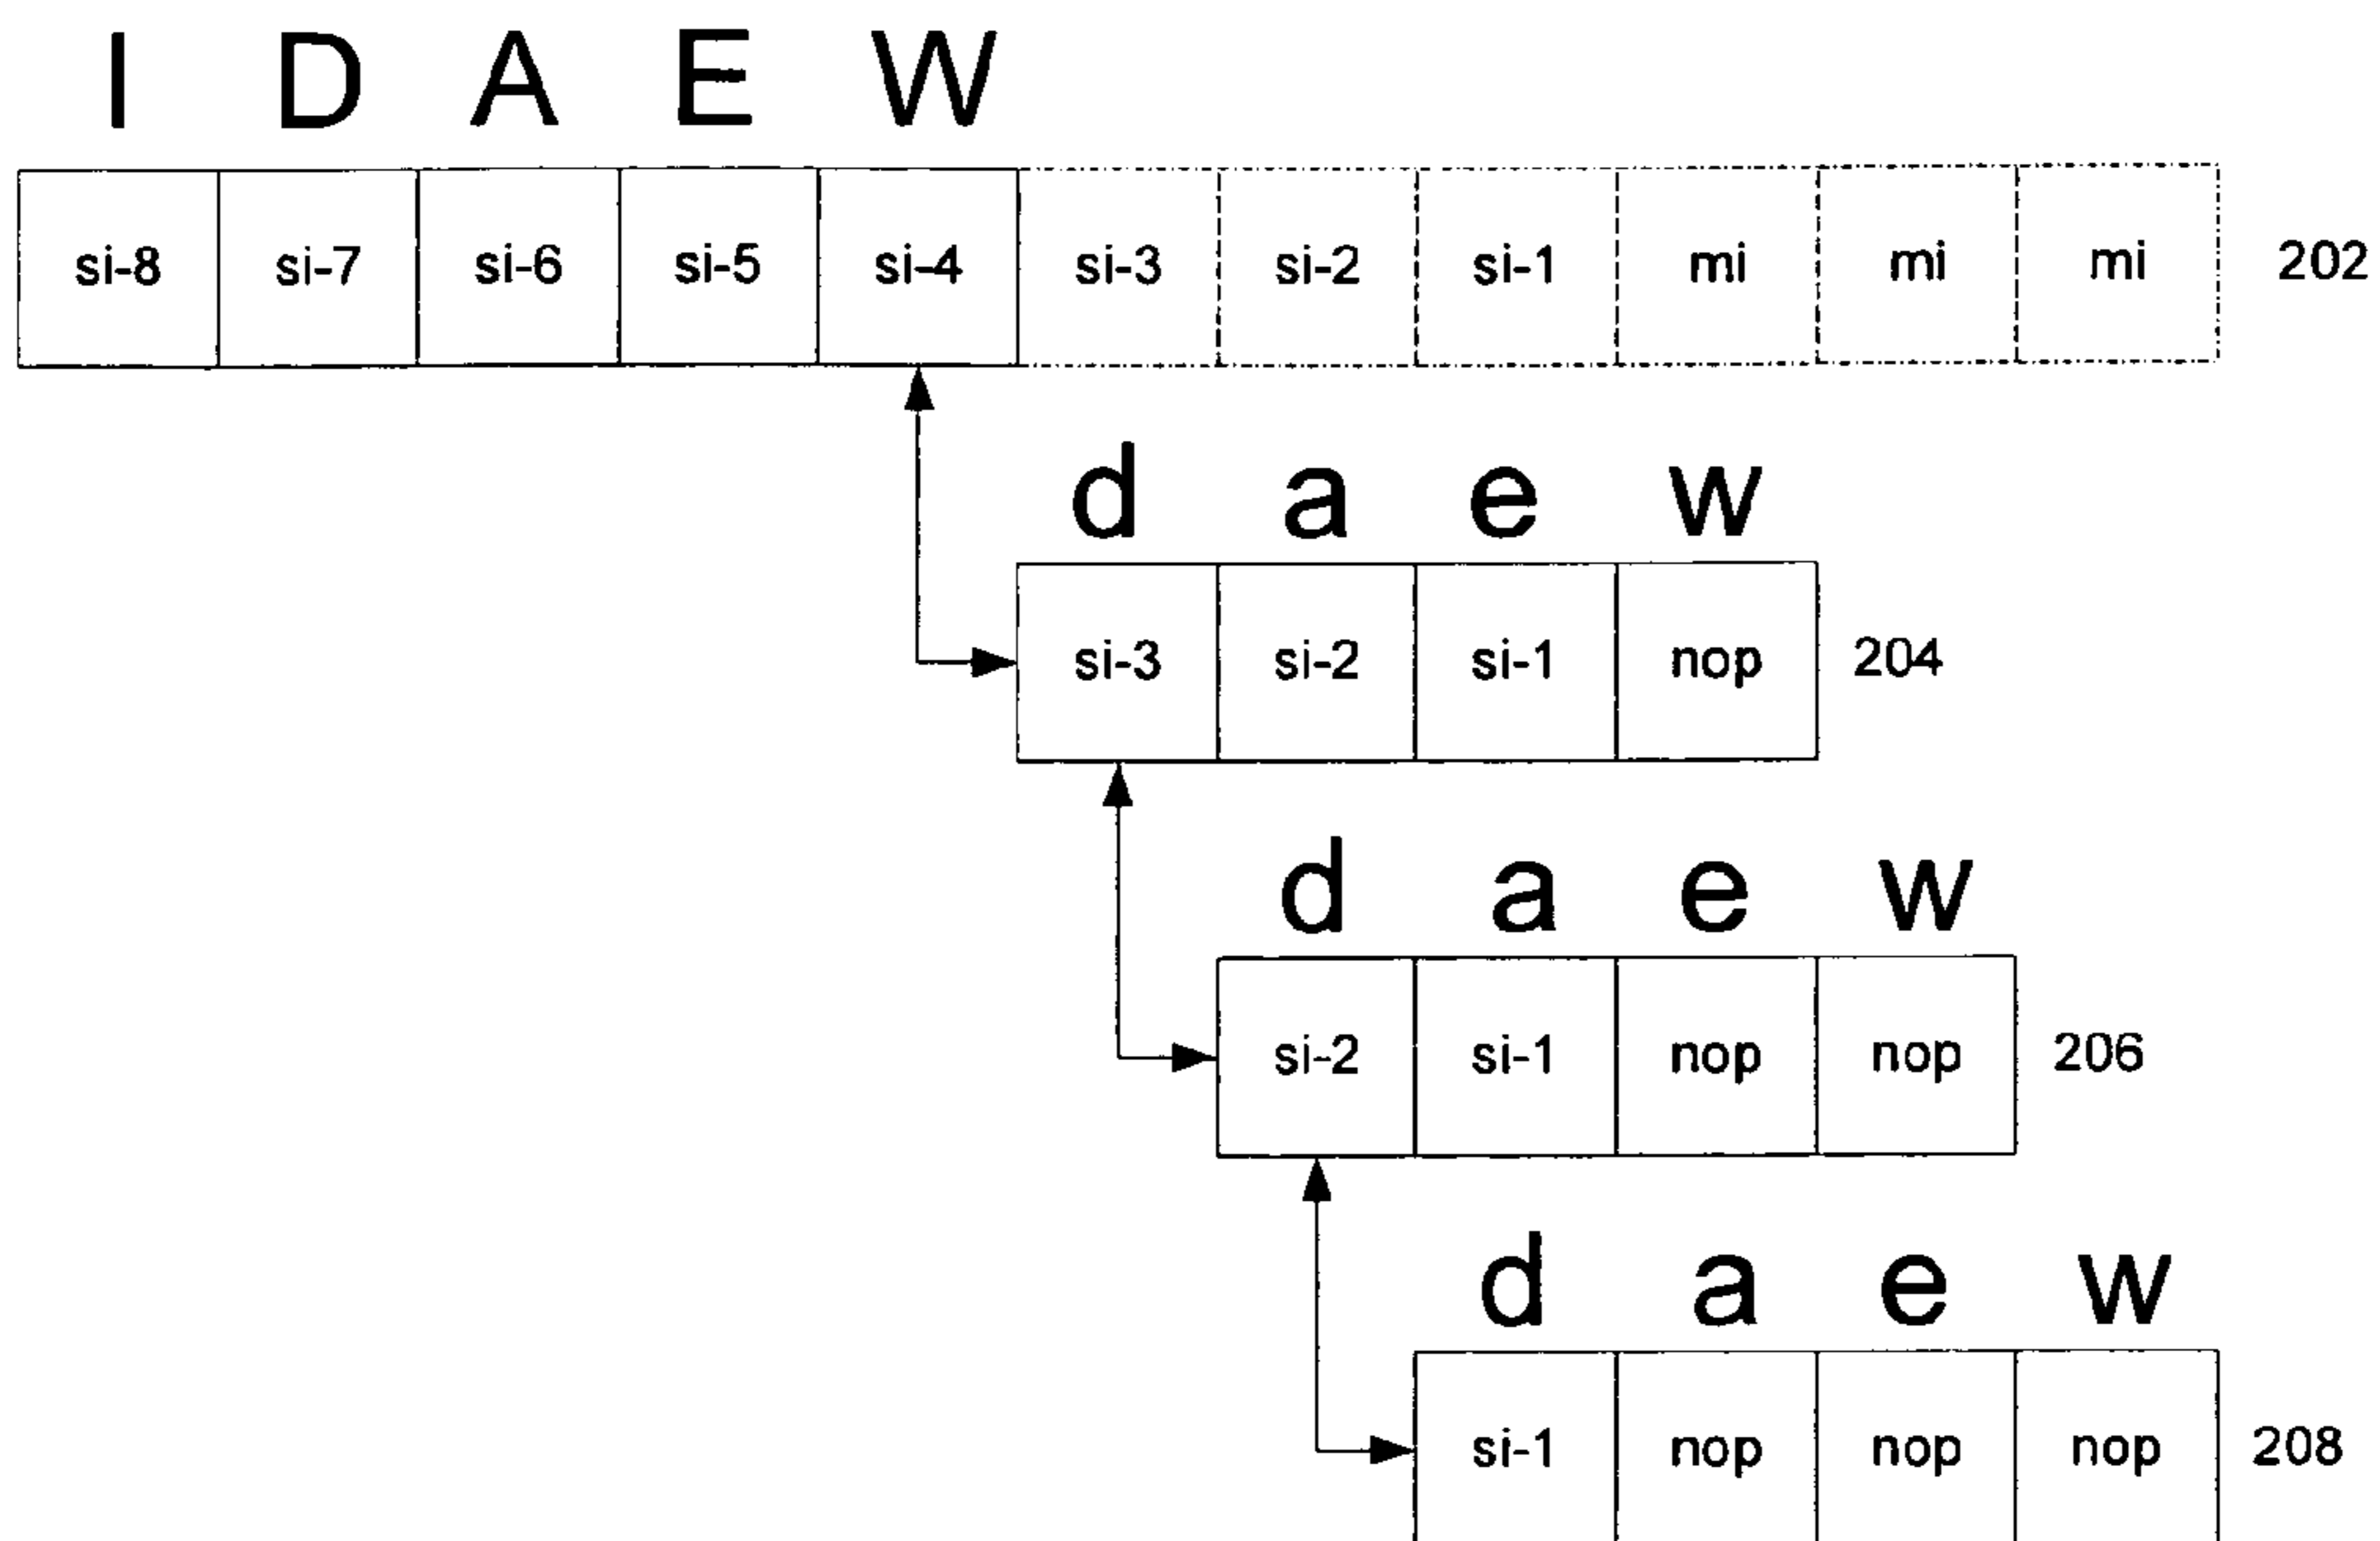 I D A E W
si-8 si-7 si-6 si-5 si-4 si-3 si-2 si-1 mi mi mi 202
d a e w
si-3 si-2 si-1 nop 204
d a e w
si-2 si-1 nop nop 206
d a e w
si-1 nop nop nop 208